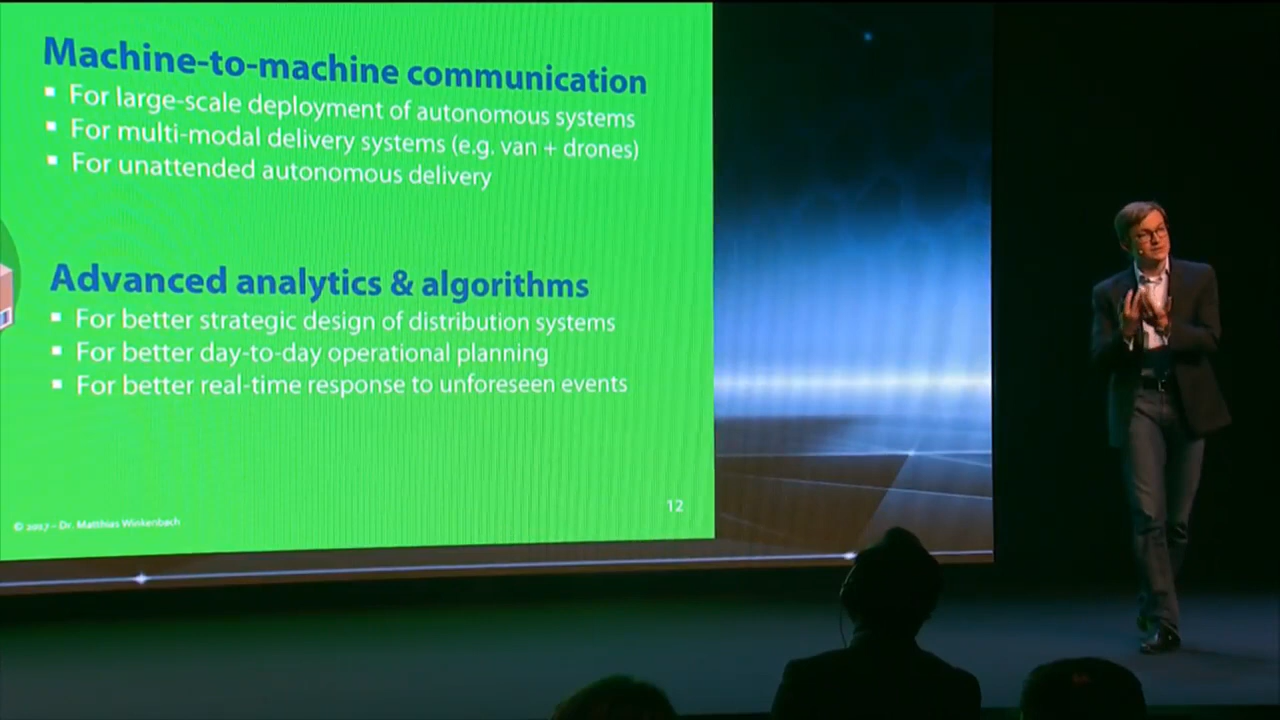 Machine-to-machine communication
▪ For large-scale deployment of autonomous systems
▪ For multi-modal delivery systems (e.g. van + drones)
▪ For unattended autonomous delivery
Advanced analytics & algorithms
▪ For better strategic design of distribution systems
▪ For better day-to-day operational planning
▪ For better real-time response to unforeseen events
12
© 2017 – Dr. Matthias Winkenbach